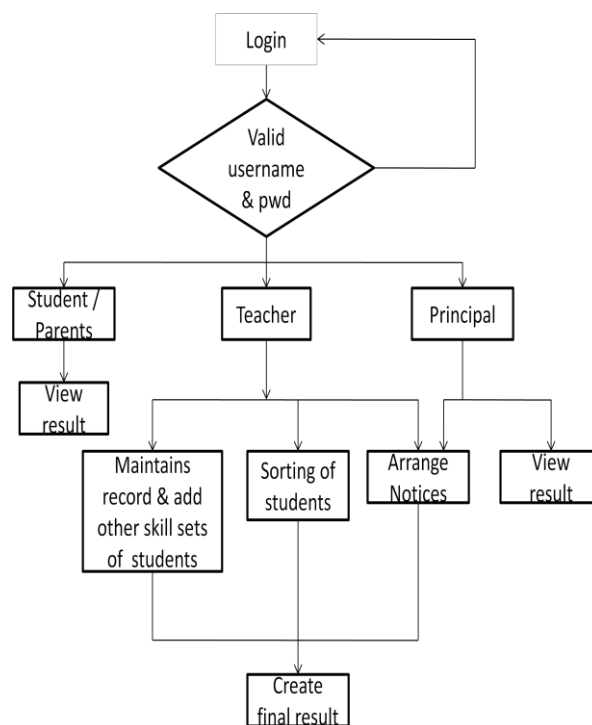 Login
Valid
username
& pwd
Student /
Parents
Teacher
Principal
View
result
Maintains
record & add
other skill sets
of students
Sorting of
students
Arrange
Notices
View
result
Create
final result